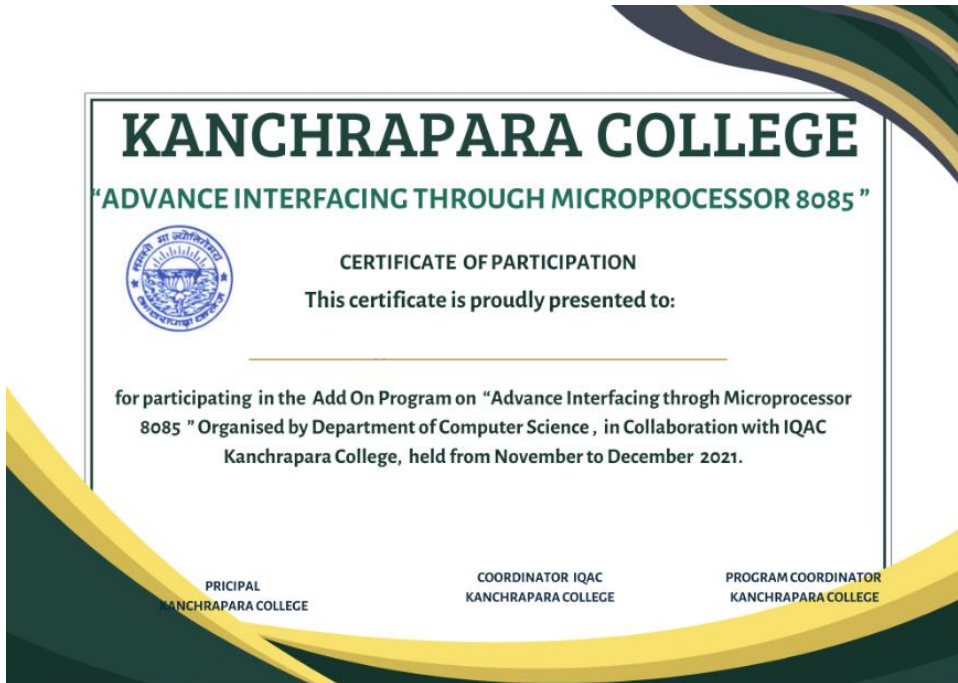 KANCHRAPARA COLLEGE
“ADVANCE INTERFACING THROUGH MICROPROCESSOR 8085 ”
CERTIFICATE OF PARTICIPATION
This certificate is proudly presented to:
for participating in the Add On Program on “Advance Interfacing throgh Microprocessor
8085 ” Organised by Department of Computer Science , in Collaboration with IQAC
Kanchrapara College, held from November to December 2021.
PRICIPAL
KANCHRAPARA COLLEGE
COORDINATOR IQAC
KANCHRAPARA COLLEGE
PROGRAM COORDINATOR
KANCHRAPARA COLLEGE